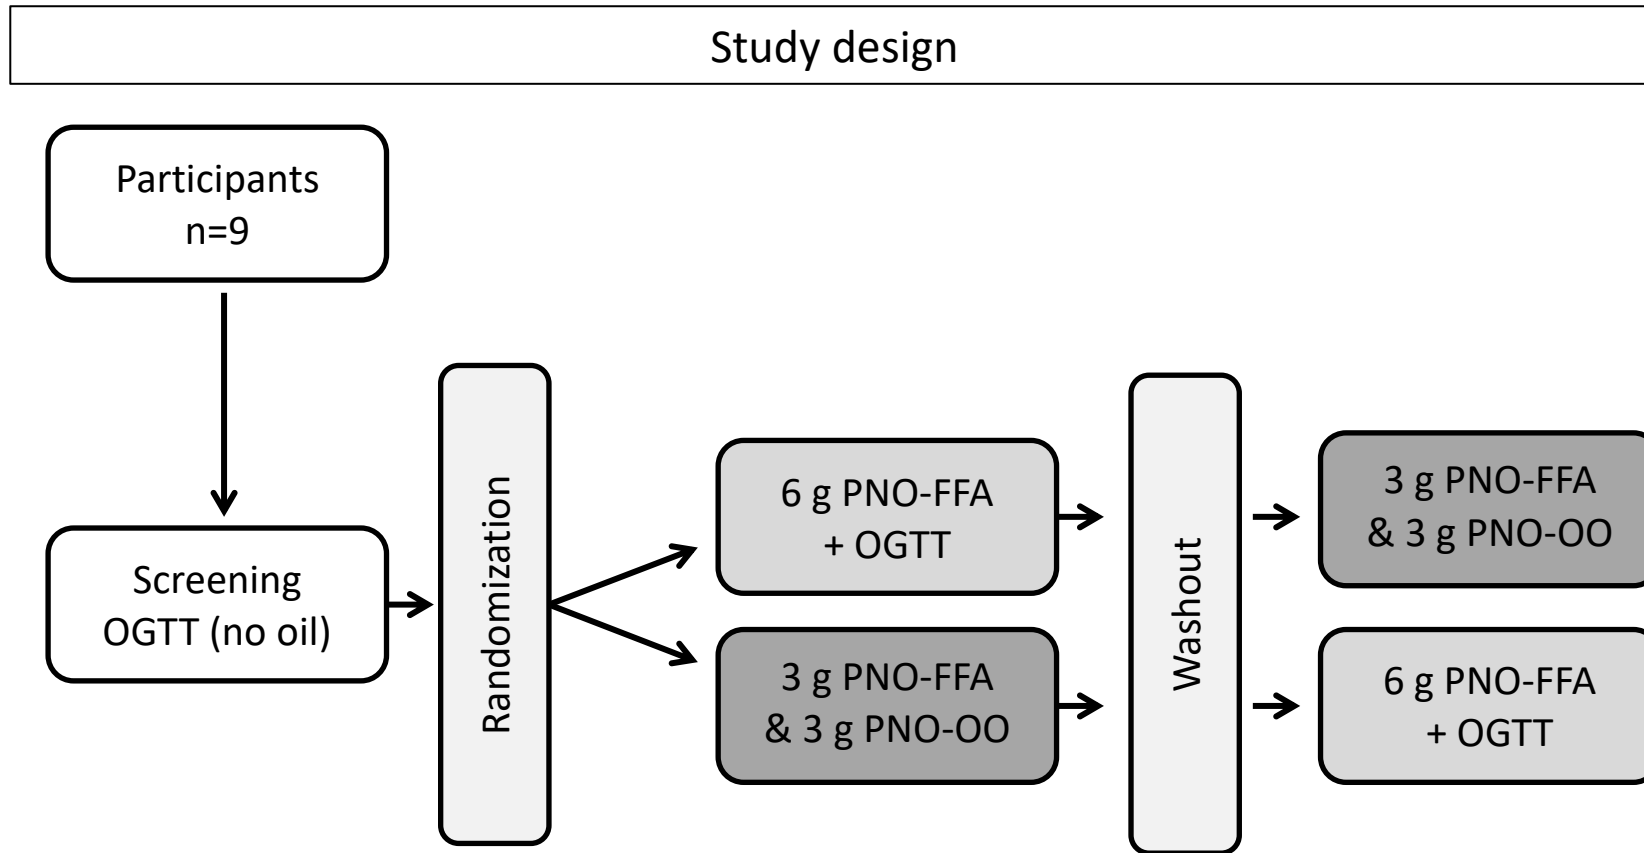 Study design
Participants
n=9
Screening
OGTT (no oil)
Randomization
6 g PNO-FFA
+ OGTT
3 g PNO-FFA
& 3 g PNO-OO
Washout
3 g PNO-FFA
& 3 g PNO-OO
6 g PNO-FFA
+ OGTT